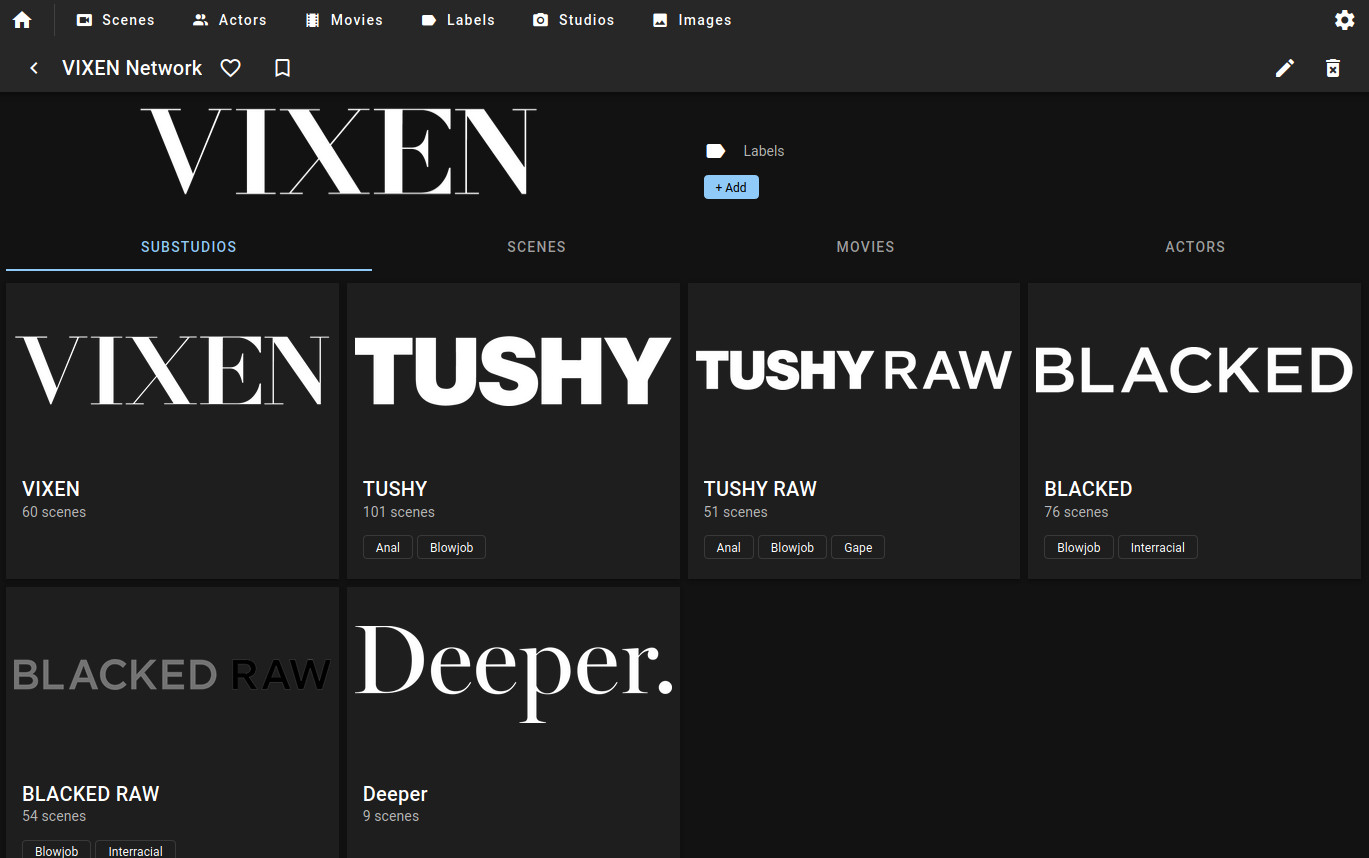 Scenes Actors Movies Labels Studios Images
VIXEN Network
VIXEN
Labels
+ Add
SUBSTUDIOS SCENES MOVIES ACTORS
VIXEN TUSHY TUSHY RAW BLACKED
VIXEN TUSHY TUSHY RAW BLACKED
60 scenes 101 scenes 51 scenes 76 scenes
Anal Blowjob Anal Blowjob Gape Blowjob Interracial
BLACKED RAW Deeper.
BLACKED RAW Deeper
54 scenes 9 scenes
Blowjob Interracial